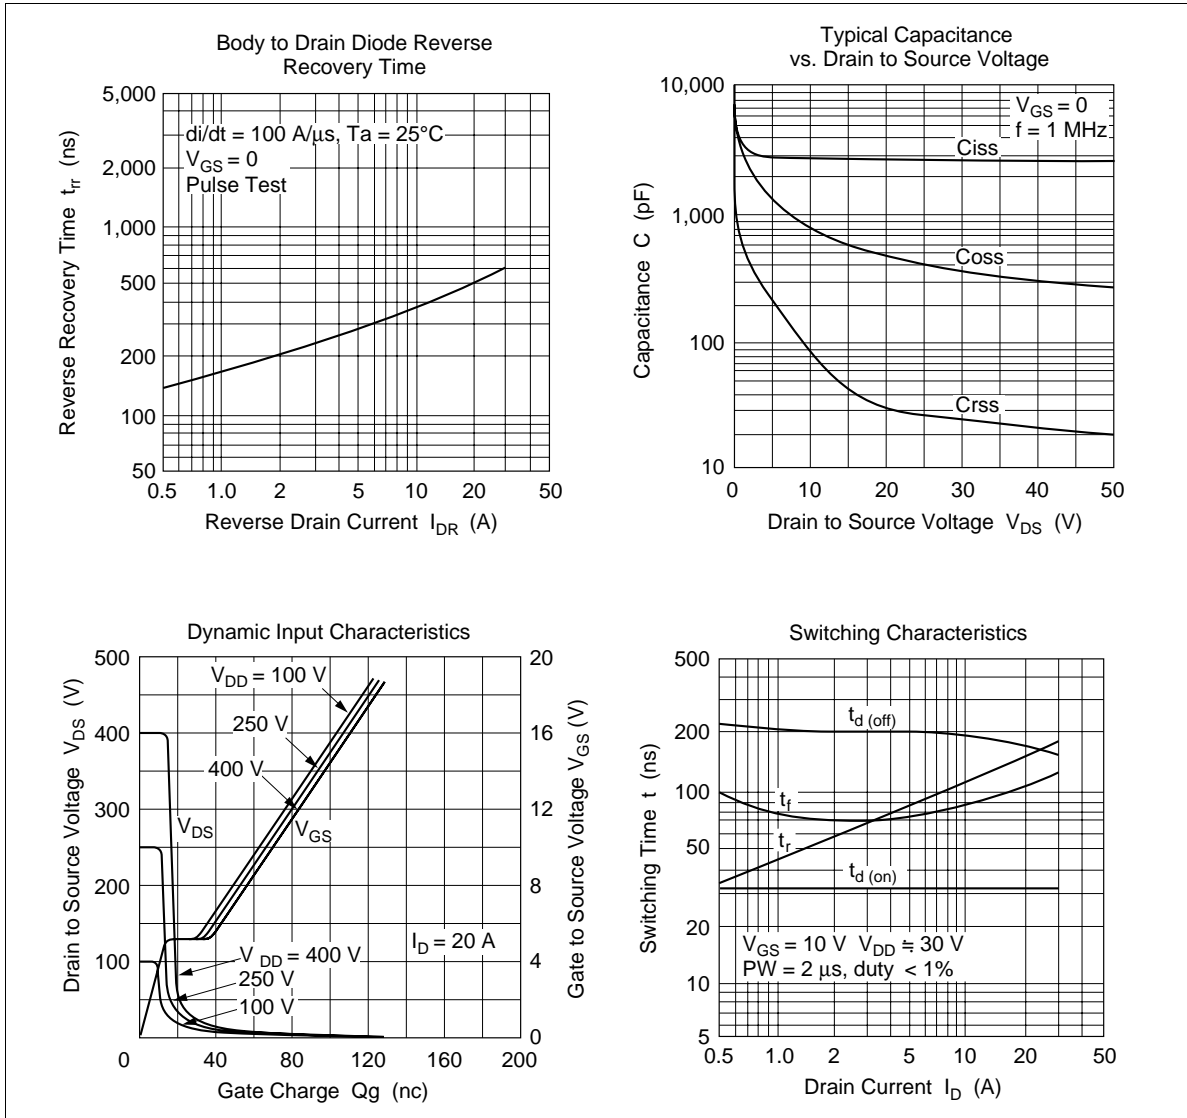 Body to Drain Diode Reverse
Recovery Time
5,000
2,000
1,000
500
200
100
50
Reverse Recovery Time trr (ns)
di/dt = 100 A/µs, Ta = 25°C
VGS = 0
Pulse Test
0.5 1.0 2 5 10 20 50
Reverse Drain Current IDR (A)
Typical Capacitance
vs. Drain to Source Voltage
10,000
1,000
100
10
Capacitance C (pF)
VGS = 0
f = 1 MHz
Ciss
Coss
Crss
0 10 20 30 40 50
Drain to Source Voltage VDS (V)
Dynamic Input Characteristics
500
400
300
200
100
0
Drain to Source Voltage VDS (V)
VDD = 100 V
250 V
400 V
VDS
VGS
ID = 20 A
VDD = 400 V
250 V
100 V
20
16
12
8
4
0
Gate to Source Voltage VGS (V)
40 80 120 160 200
Gate Charge Qg (nc)
Switching Characteristics
500
200
100
50
20
10
5
Switching Time t (ns)
td (off)
tf
tr
td (on)
VGS = 10 V VDD ≒ 30 V
PW = 2 µs, duty < 1%
0.5 1.0 2 5 10 20 50
Drain Current ID (A)